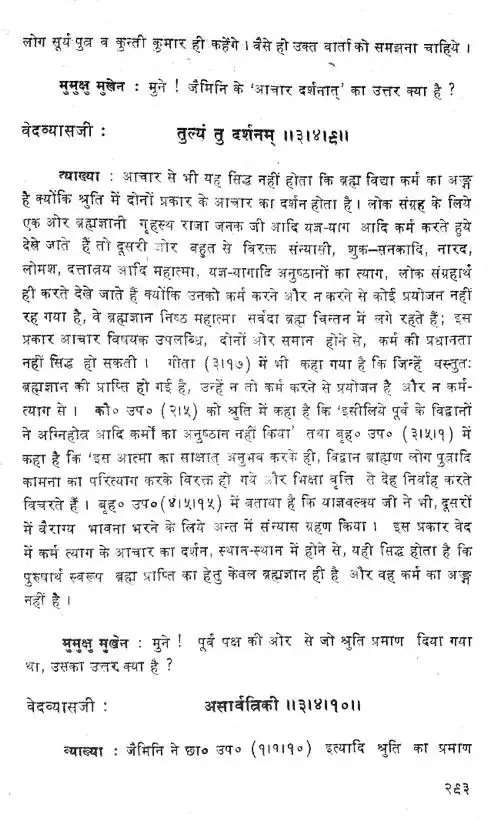 लोग सूर्य पुत्र व कुन्ती कुमार ही कहेंगे । वैसे ही उक्त वार्ता को समझना चाहिये ।
मुमुक्षु मुखेन : मुने ! जैमिनि के 'आचार दर्शनात्' का उत्तर क्या है ?
वेदव्यासजी : तुल्यं तु दर्शनम् ॥३।४।९॥
व्याख्या : आचार से भी यह सिद्ध नहीं होता कि ब्रह्म विद्या कर्म का अङ्ग
है क्योंकि श्रुति में दोनों प्रकार के आचार का दर्शन होता है । लोक संग्रह के लिये
एक ओर ब्रह्मज्ञानी गृहस्थ राजा जनक जी आदि यज्ञ-याग आदि कर्म करते हुये
देखे जाते हैं तो दूसरी ओर बहुत से विरक्त संन्यासी, शुक—सनकादि, नारद,
लोमश, दत्तात्रय आदि महात्मा, यज्ञ-यागादि अनुष्ठानों का त्याग, लोक संग्रहार्थ
ही करते देखे जाते हैं क्योंकि उनको कर्म करने और न करने से कोई प्रयोजन नहीं
रह गया है, वे ब्रह्मज्ञान निष्ठ महात्मा सर्वदा ब्रह्म चिन्तन में लगे रहते हैं; इस
प्रकार आचार विषयक उपलब्धि, दोनों ओर समान होने से, कर्म की प्रधानता
नहीं सिद्ध हो सकती । गीता (३।१७) में भी कहा गया है कि जिन्हें वस्तुतः
ब्रह्मज्ञान की प्राप्ति हो गई है, उन्हें न तो कर्म करने से प्रयोजन है और न कर्म-
त्याग से । कौ० उप० (२।५) को श्रुति में कहा है कि 'इसीलिये पूर्व के विद्वानों
ने अग्निहोत्र आदि कर्मों का अनुष्ठान नहीं किया' तथा बृह० उप० (३।५।१) में
कहा है कि 'इस आत्मा का साक्षात् अनुभव करके ही, विद्वान ब्राह्मण लोग पुत्रादि
कामना का परित्याग करके विरक्त हो गये और भिक्षा वृत्ति से देह निर्वाह करते
विचरते हैं । बृह० उप० (४।५।१५) में बताया है कि याज्ञवल्क्य जी ने भी, दूसरों
में वैराग्य भावना भरने के लिये अन्त में संन्यास ग्रहण किया । इस प्रकार वेद
में कर्म त्याग के आचार का दर्शन, स्थान-स्थान में होने से, यही सिद्ध होता है कि
पुरुषार्थ स्वरूप ब्रह्म प्राप्ति का हेतु केवल ब्रह्मज्ञान ही है और वह कर्म का अङ्ग
नहीं है ।
मुमुक्षु मुखेन : मुने ! पूर्व पक्ष की ओर से जो श्रुति प्रमाण दिया गया
था, उसका उत्तर क्या है ?
वेदव्यासजी : असार्वत्रिकी ॥३।४।१०॥
व्याख्या : जैमिनि ने छा० उप० (१।१।१०) इत्यादि श्रुति का प्रमाण
२९३